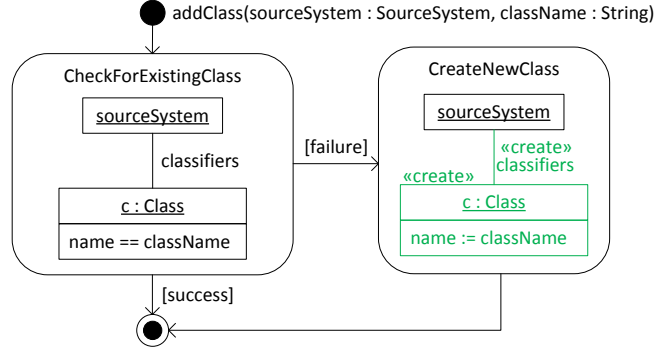 addClass(sourceSystem : SourceSystem, className : String)
CheckForExistingClass
sourceSystem
classifiers
c : Class
name == className
[failure]
[success]
CreateNewClass
sourceSystem
«create»
classifiers
«create»
c : Class
name := className